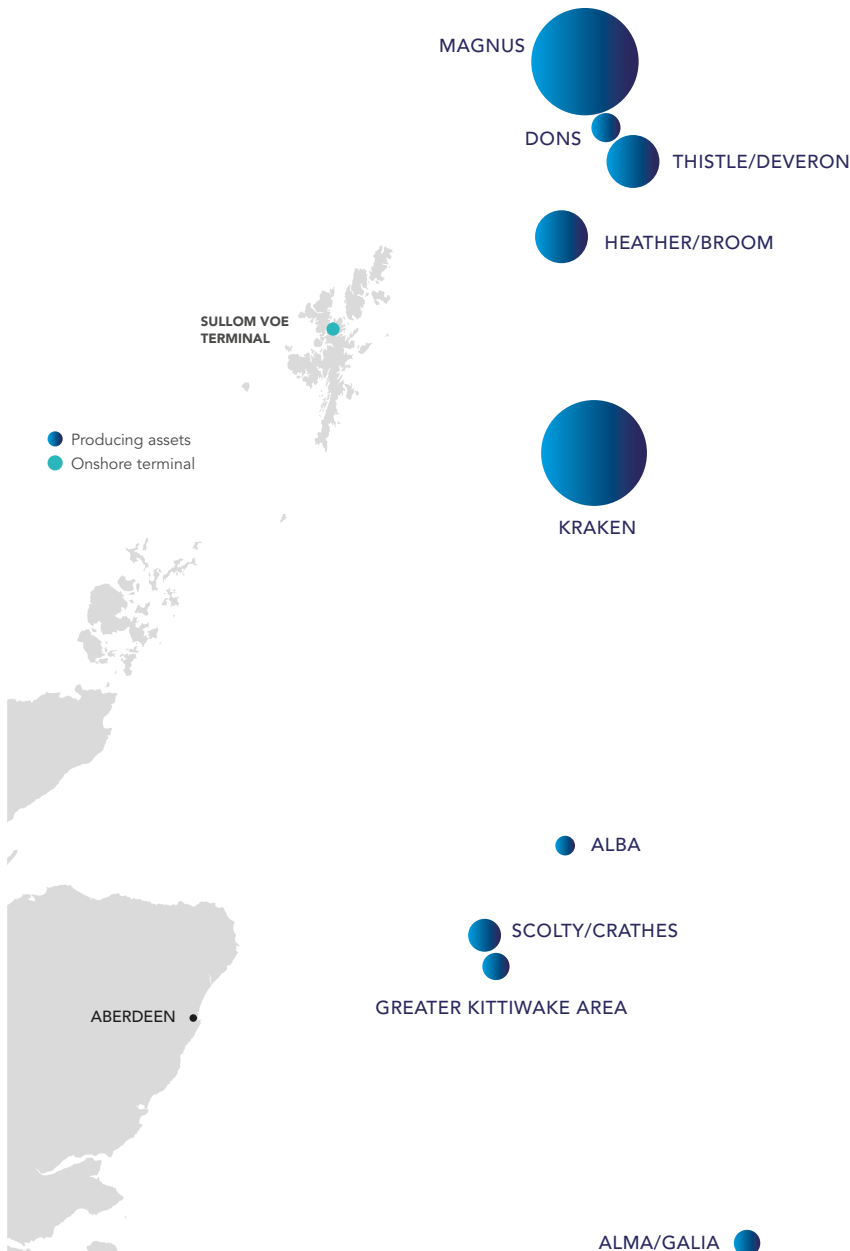 MAGNUS
DONS
THISTLE/DEVERON
HEATHER/BROOM
SULLOM VOE
TERMINAL
Producing assets
Onshore terminal
KRAKEN
ALBA
SCOLTY/CRATHES
GREATER KITTIWAKE AREA
ABERDEEN
ALMA/GALIA